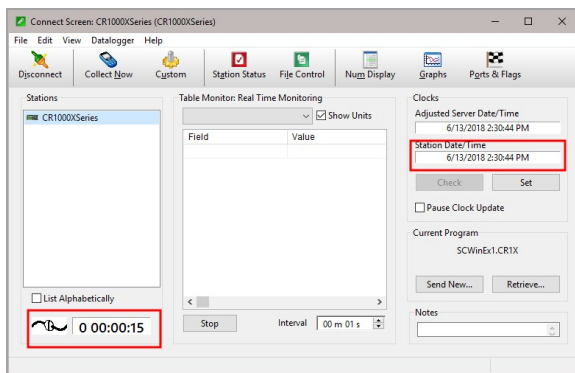 Connect Screen: CR1000XSeries (CR1000XSeries)
File Edit View Datalogger Help
Disconnect Collect Now Custom Station Status File Control Num Display Graphs Ports & Flags
Stations
CR1000XSeries
List Alphabetically
0 00:00:15
Table Monitor: Real Time Monitoring
Show Units
Field Value
Stop Interval 00 m 01 s
Clocks
Adjusted Server Date/Time
6/13/2018 2:30:44 PM
Station Date/Time
6/13/2018 2:30:44 PM
Check Set
Pause Clock Update
Current Program
SCWinEx1.CR1X
Send New... Retrieve...
Notes